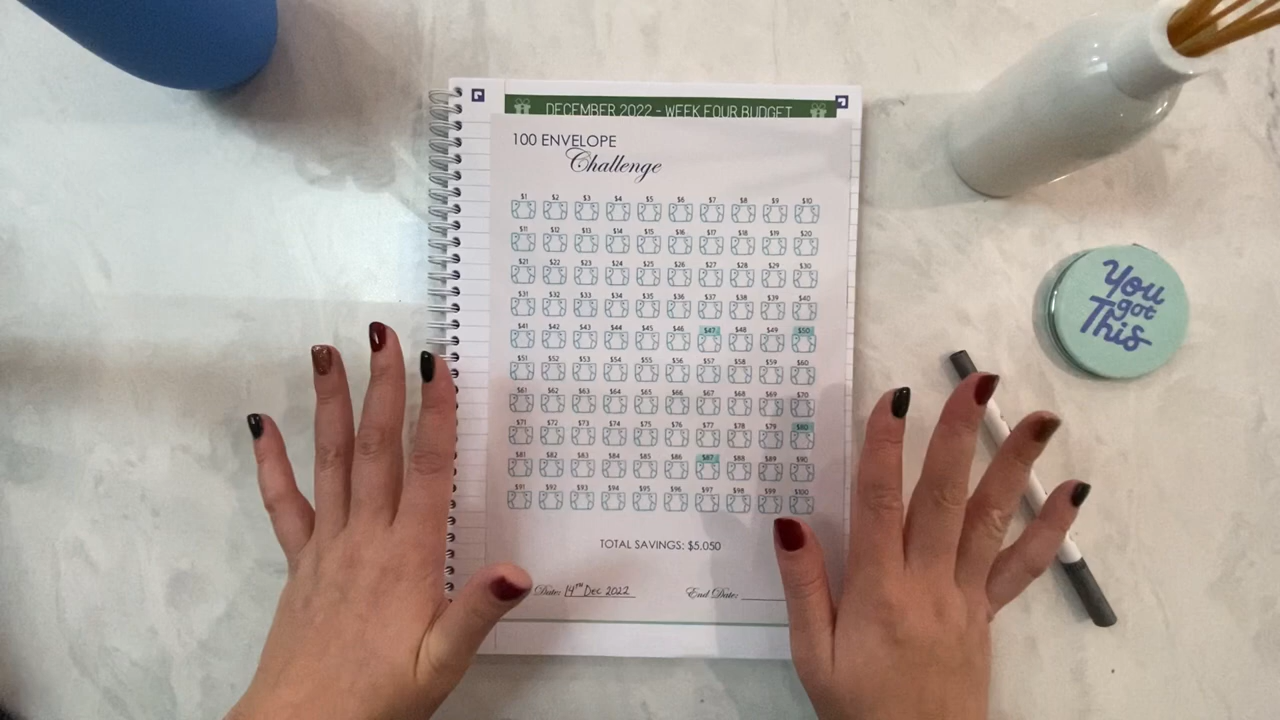 DECEMBER 2022 - WEEK FOUR BUDGET
100 ENVELOPE
Challenge
$1 $2 $3 $4 $5 $6 $7 $8 $9 $10
$11 $12 $13 $14 $15 $16 $17 $18 $19 $20
$21 $22 $23 $24 $25 $26 $27 $28 $29 $30
$31 $32 $33 $34 $35 $36 $37 $38 $39 $40
$41 $42 $43 $44 $45 $46 $47 $48 $49 $50
$51 $52 $53 $54 $55 $56 $57 $58 $59 $60
$61 $62 $63 $64 $65 $66 $67 $68 $69 $70
$71 $72 $73 $74 $75 $76 $77 $78 $79 $80
$81 $82 $83 $84 $85 $86 $87 $88 $89 $90
$91 $92 $93 $94 $95 $96 $97 $98 $99 $100
TOTAL SAVINGS: $5,050
Date: 14TH Dec 2022 End Date:
You
got
This